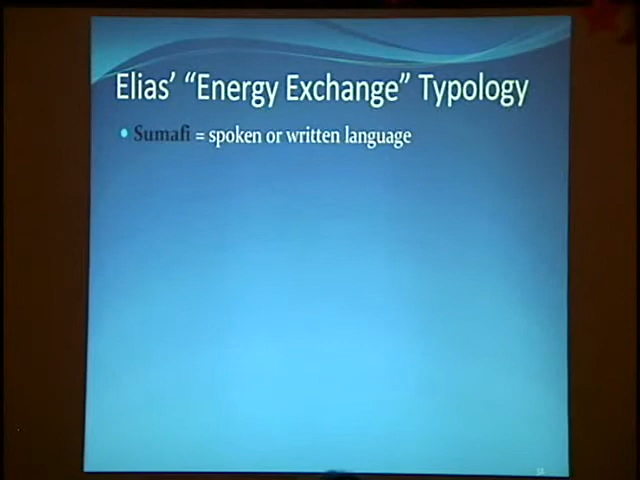 Elias’ “Energy Exchange” Typology
• Sumafi = spoken or written language